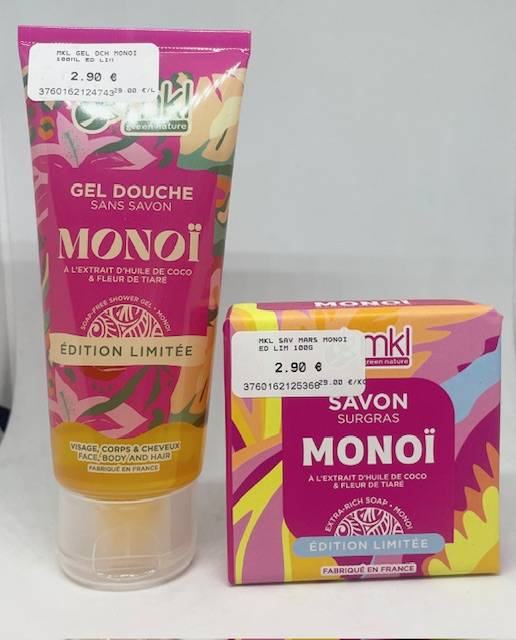 MKL GEL DCH MONOI
100ML ED LIM
2.90 €
3760162124743 29.00 €/L
mkl
green nature
GEL DOUCHE
SANS SAVON
MONOÏ
À L'EXTRAIT D'HUILE DE COCO
& FLEUR DE TIARÉ
SOAP-FREE SHOWER GEL • MONOI
ÉDITION LIMITÉE
VISAGE, CORPS & CHEVEUX
FACE, BODY AND HAIR
FABRIQUÉ EN FRANCE
MONOÏ
mkl
green nature
MKL SAV MARS MONOI
ED LIM 100G
2.90 €
3760162125368 29.00 €/KG
SAVON
SURGRAS
MONOÏ
À L'EXTRAIT D'HUILE DE COCO
& FLEUR DE TIARÉ
EXTRA-RICH SOAP • MONOI
ÉDITION LIMITÉE
FABRIQUÉ EN FRANCE